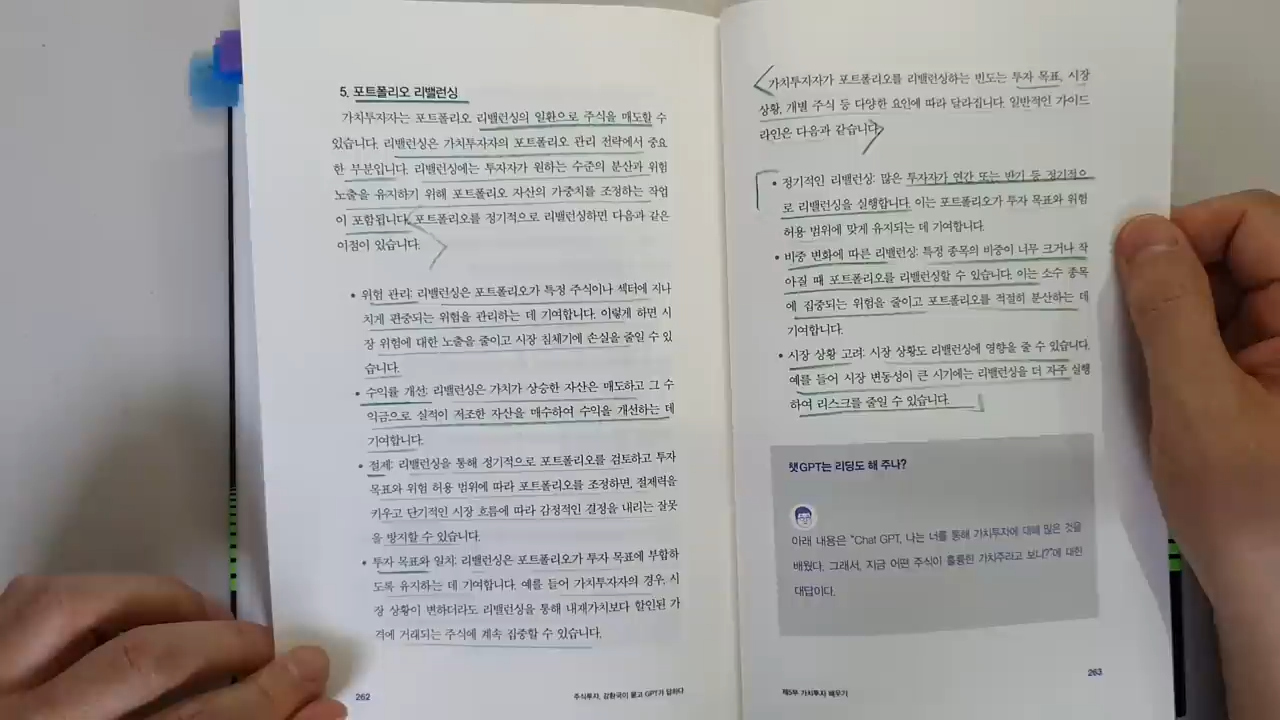 5. 포트폴리오 리밸런싱
가치투자자는 포트폴리오 리밸런싱의 일환으로 주식을 매도할 수
있습니다. 리밸런싱은 가치투자자의 포트폴리오 관리 전략에서 중요
한 부분입니다. 리밸런싱에는 투자자가 원하는 수준의 분산과 위험
노출을 유지하기 위해 포트폴리오 자산의 가중치를 조정하는 작업
이 포함됩니다. 포트폴리오를 정기적으로 리밸런싱하면 다음과 같은
이점이 있습니다.
• 위험 관리: 리밸런싱은 포트폴리오가 특정 주식이나 섹터에 지나
치게 편중되는 위험을 관리하는 데 기여합니다. 이렇게 하면 시
장 위험에 대한 노출을 줄이고 시장 침체기에 손실을 줄일 수 있
습니다.
• 수익률 개선: 리밸런싱은 가치가 상승한 자산은 매도하고 그 수
익금으로 실적이 저조한 자산을 매수하여 수익을 개선하는 데
기여합니다.
• 절제: 리밸런싱을 통해 정기적으로 포트폴리오를 검토하고 투자
목표와 위험 허용 범위에 따라 포트폴리오를 조정하면, 절제력을
키우고 단기적인 시장 흐름에 따라 감정적인 결정을 내리는 잘못
을 방지할 수 있습니다.
• 투자 목표와 일치: 리밸런싱은 포트폴리오가 투자 목표에 부합하
도록 유지하는 데 기여합니다. 예를 들어 가치투자자의 경우, 시
장 상황이 변하더라도 리밸런싱을 통해 내재가치보다 할인된 가
격에 거래되는 주식에 계속 집중할 수 있습니다.
262
주식투자, 강환국이 묻고 GPT가 답하다
가치투자자가 포트폴리오를 리밸런싱하는 빈도는 투자 목표, 시장
상황, 개별 주식 등 다양한 요인에 따라 달라집니다. 일반적인 가이드
라인은 다음과 같습니다.
• 정기적인 리밸런싱: 많은 투자자가 연간 또는 반기 등 정기적으
로 리밸런싱을 실행합니다. 이는 포트폴리오가 투자 목표와 위험
허용 범위에 맞게 유지되는 데 기여합니다.
• 비중 변화에 따른 리밸런싱: 특정 종목의 비중이 너무 크거나 작
아질 때 포트폴리오를 리밸런싱할 수 있습니다. 이는 소수 종목
에 집중되는 위험을 줄이고 포트폴리오를 적절히 분산하는 데
기여합니다.
• 시장 상황 고려: 시장 상황도 리밸런싱에 영향을 줄 수 있습니다.
예를 들어 시장 변동성이 큰 시기에는 리밸런싱을 더 자주 실행
하여 리스크를 줄일 수 있습니다.
챗GPT는 리딩도 해 주나?
아래 내용은 “Chat GPT, 나는 너를 통해 가치투자에 대해 많은 것을
배웠다. 그래서, 지금 어떤 주식이 훌륭한 가치주라고 보니?”에 대한
대답이다.
263
제5부 가치투자 배우기